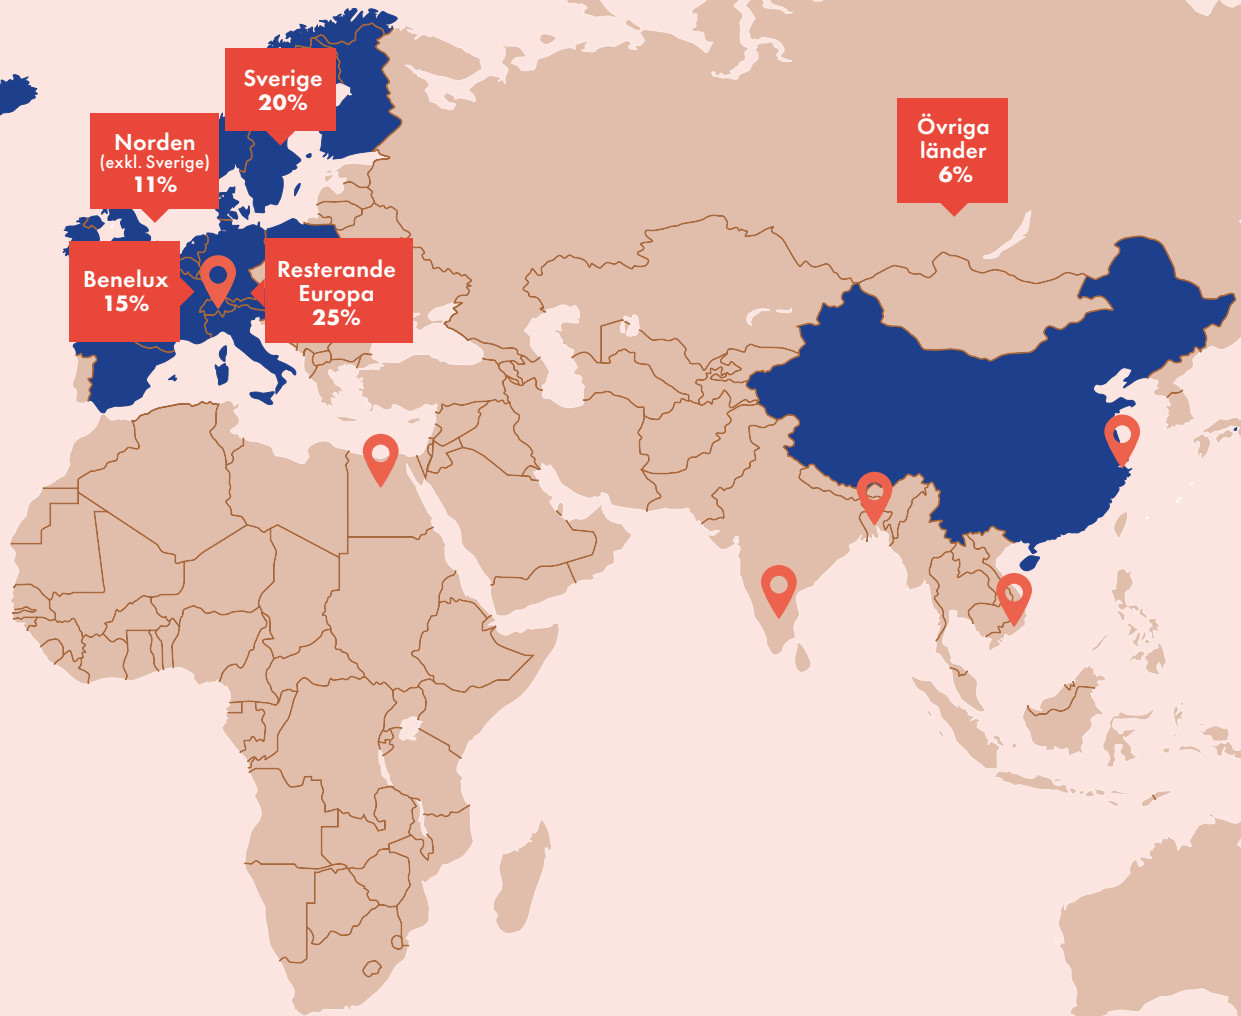 Sverige
20%
Norden
(exkl. Sverige)
11%
Övriga
länder
6%
Benelux
15%
Resterande
Europa
25%